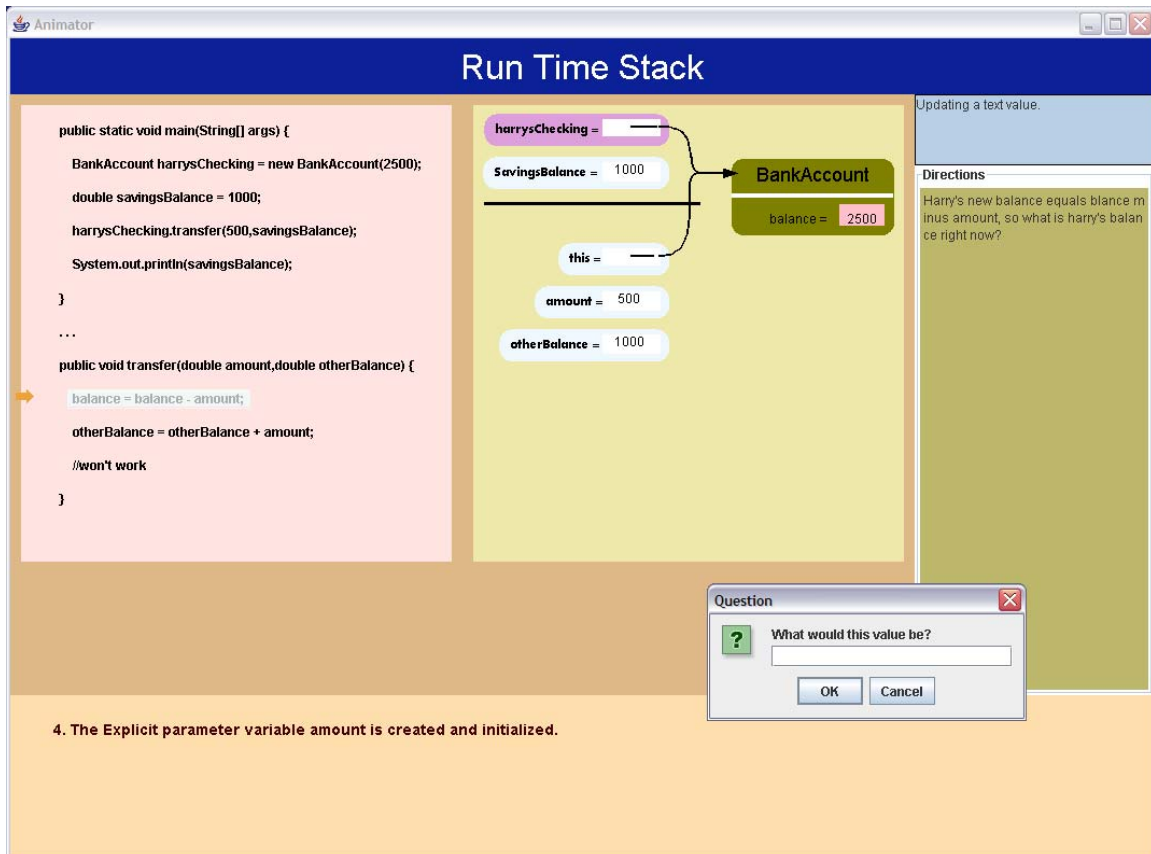 Animator
Run Time Stack
public static void main(String[] args) {
BankAccount harrysChecking = new BankAccount(2500);
double savingsBalance = 1000;
harrysChecking.transfer(500,savingsBalance);
System.out.println(savingsBalance);
}
...
public void transfer(double amount,double otherBalance) {
balance = balance - amount;
otherBalance = otherBalance + amount;
//won't work
}
harrysChecking =
SavingsBalance = 1000
this =
amount = 500
otherBalance = 1000
BankAccount
balance = 2500
Updating a text value.
Directions
Harry's new balance equals blance m
inus amount, so what is harry's balan
ce right now?
Question
?
What would this value be?
OK Cancel
4. The Explicit parameter variable amount is created and initialized.